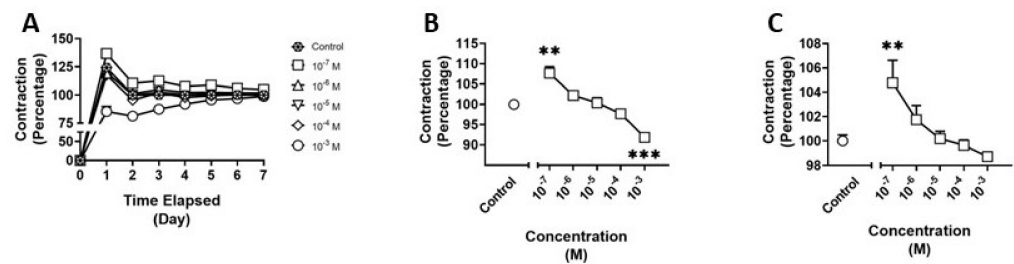 A
Contraction
(Percentage)
150
125
100
75
50
0
0 1 2 3 4 5 6 7
Time Elapsed
(Day)
Control
10⁻⁷ M
10⁻⁶ M
10⁻⁵ M
10⁻⁴ M
10⁻³ M
B
Contraction
(Percentage)
115
110
105
100
95
90
**
***
Control
10⁻⁷
10⁻⁶
10⁻⁵
10⁻⁴
10⁻³
Concentration
(M)
C
Contraction
(Percentage)
108
106
104
102
100
98
**
Control
10⁻⁷
10⁻⁶
10⁻⁵
10⁻⁴
10⁻³
Concentration
(M)